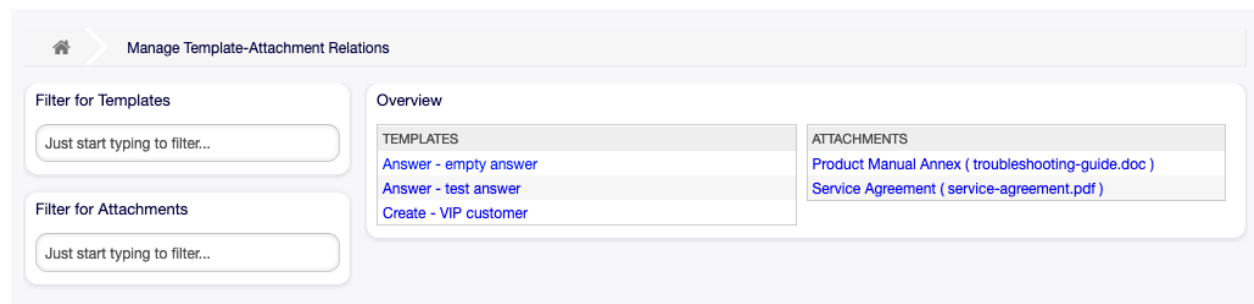 Manage Template-Attachment Relations
Filter for Templates
Just start typing to filter...
Filter for Attachments
Just start typing to filter...
Overview
TEMPLATES
Answer - empty answer
Answer - test answer
Create - VIP customer
ATTACHMENTS
Product Manual Annex ( troubleshooting-guide.doc )
Service Agreement ( service-agreement.pdf )